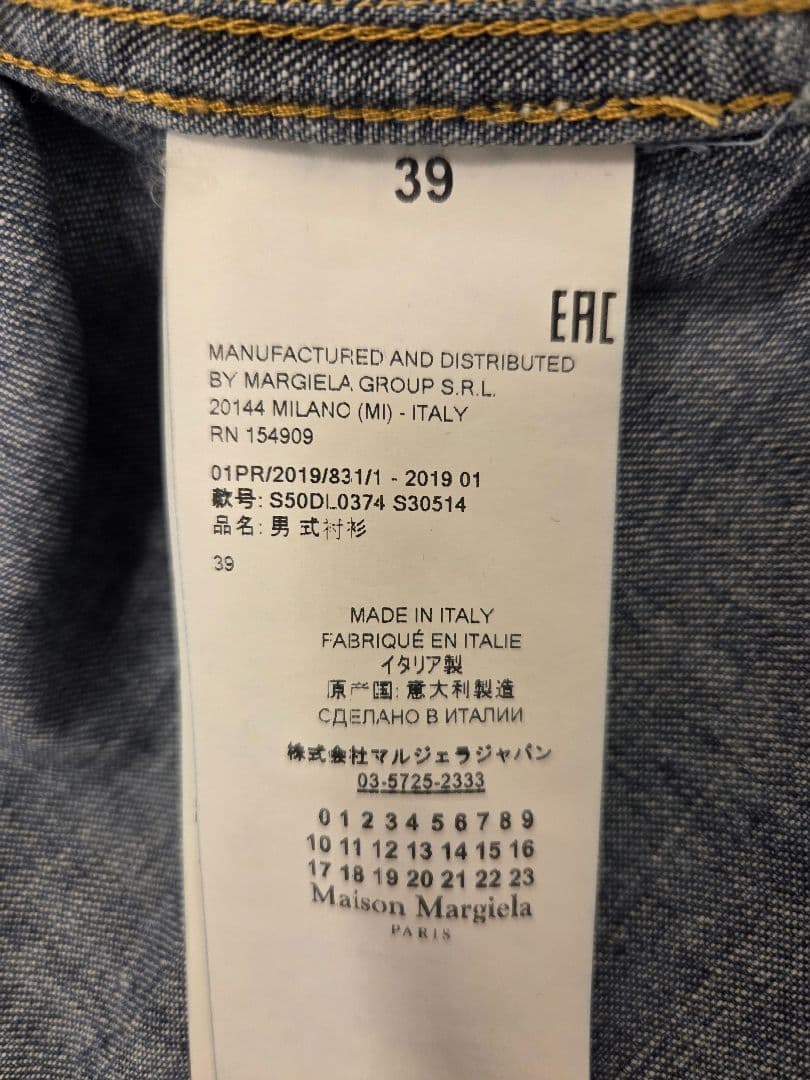 39
EAC
MANUFACTURED AND DISTRIBUTED
BY MARGIELA GROUP S.R.L.
20144 MILANO (MI) - ITALY
RN 154909
01PR/2019/831/1 - 2019 01
款号: S50DL0374 S30514
品名: 男 式衬衫
39
MADE IN ITALY
FABRIQUÉ EN ITALIE
イタリア製
原产国: 意大利製造
СДЕЛАНО В ИТАЛИИ
株式会社マルジェラジャパン
03-5725-2333
0 1 2 3 4 5 6 7 8 9
10 11 12 13 14 15 16
17 18 19 20 21 22 23
Maison Margiela
PARIS